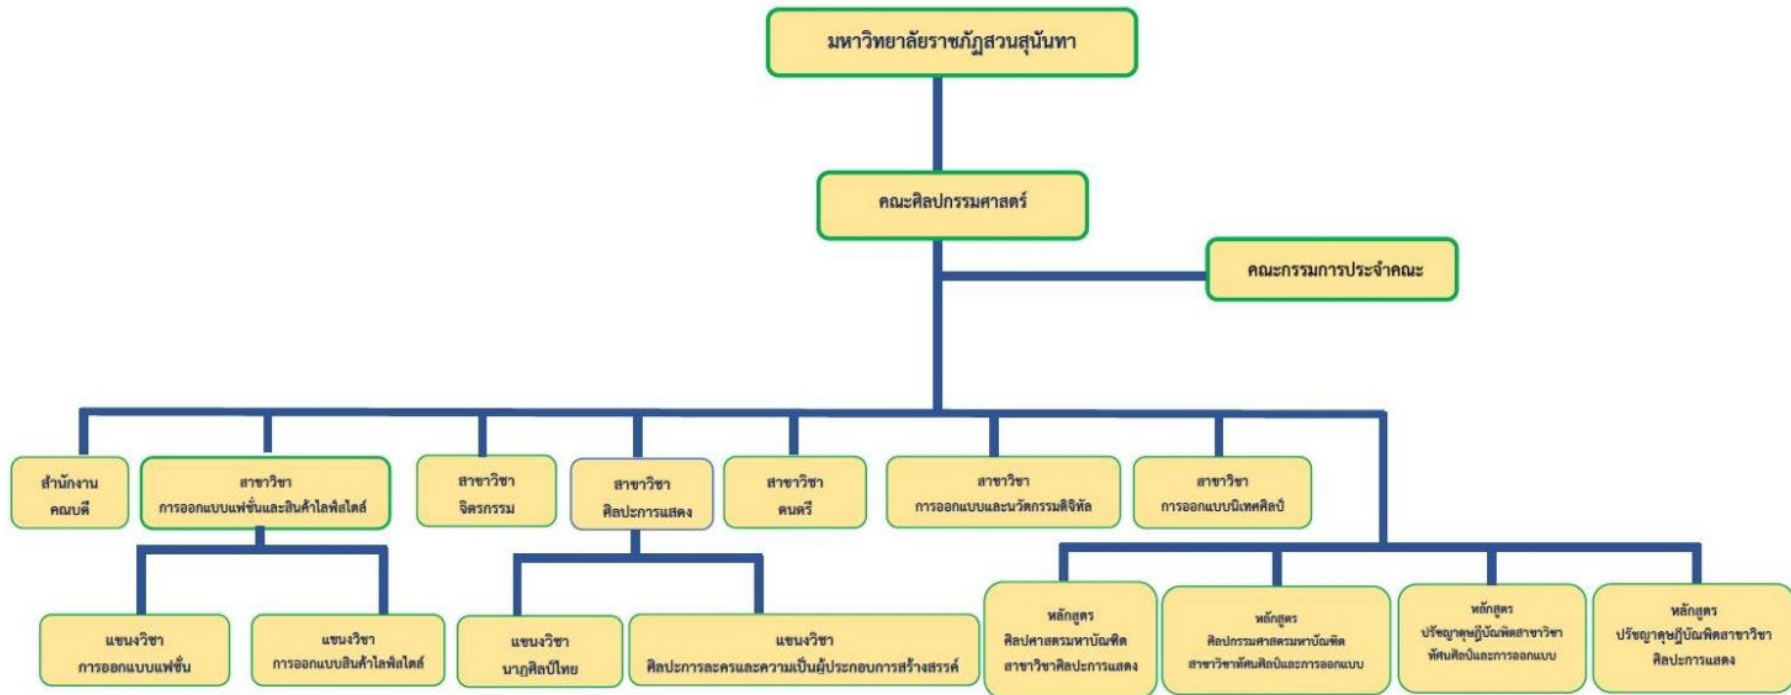 มหาวิทยาลัยราชภัฏสวนสุนันทา
คณะศิลปกรรมศาสตร์
คณะกรรมการประจำคณะ
สำนักงาน
คณบดี
สาขาวิชา
การออกแบบแฟชั่นและสินค้าไลฟ์สไตล์
สาขาวิชา
จิตรกรรม
สาขาวิชา
ศิลปะการแสดง
สาขาวิชา
ดนตรี
สาขาวิชา
การออกแบบและนวัตกรรมดิจิทัล
สาขาวิชา
การออกแบบนิเทศศิลป์
แขนงวิชา
การออกแบบแฟชั่น
แขนงวิชา
การออกแบบสินค้าไลฟ์สไตล์
แขนงวิชา
นาฏศิลป์ไทย
แขนงวิชา
ศิลปะการละครและความเป็นผู้ประกอบการสร้างสรรค์
หลักสูตร
ศิลปศาสตรมหาบัณฑิต
สาขาวิชาศิลปะการแสดง
หลักสูตร
ศิลปกรรมศาสตรมหาบัณฑิต
สาขาวิชาทัศนศิลป์และการออกแบบ
หลักสูตร
ปรัชญาดุษฎีบัณฑิตสาขาวิชา
ทัศนศิลป์และการออกแบบ
หลักสูตร
ปรัชญาดุษฎีบัณฑิตสาขาวิชา
ศิลปะการแสดง